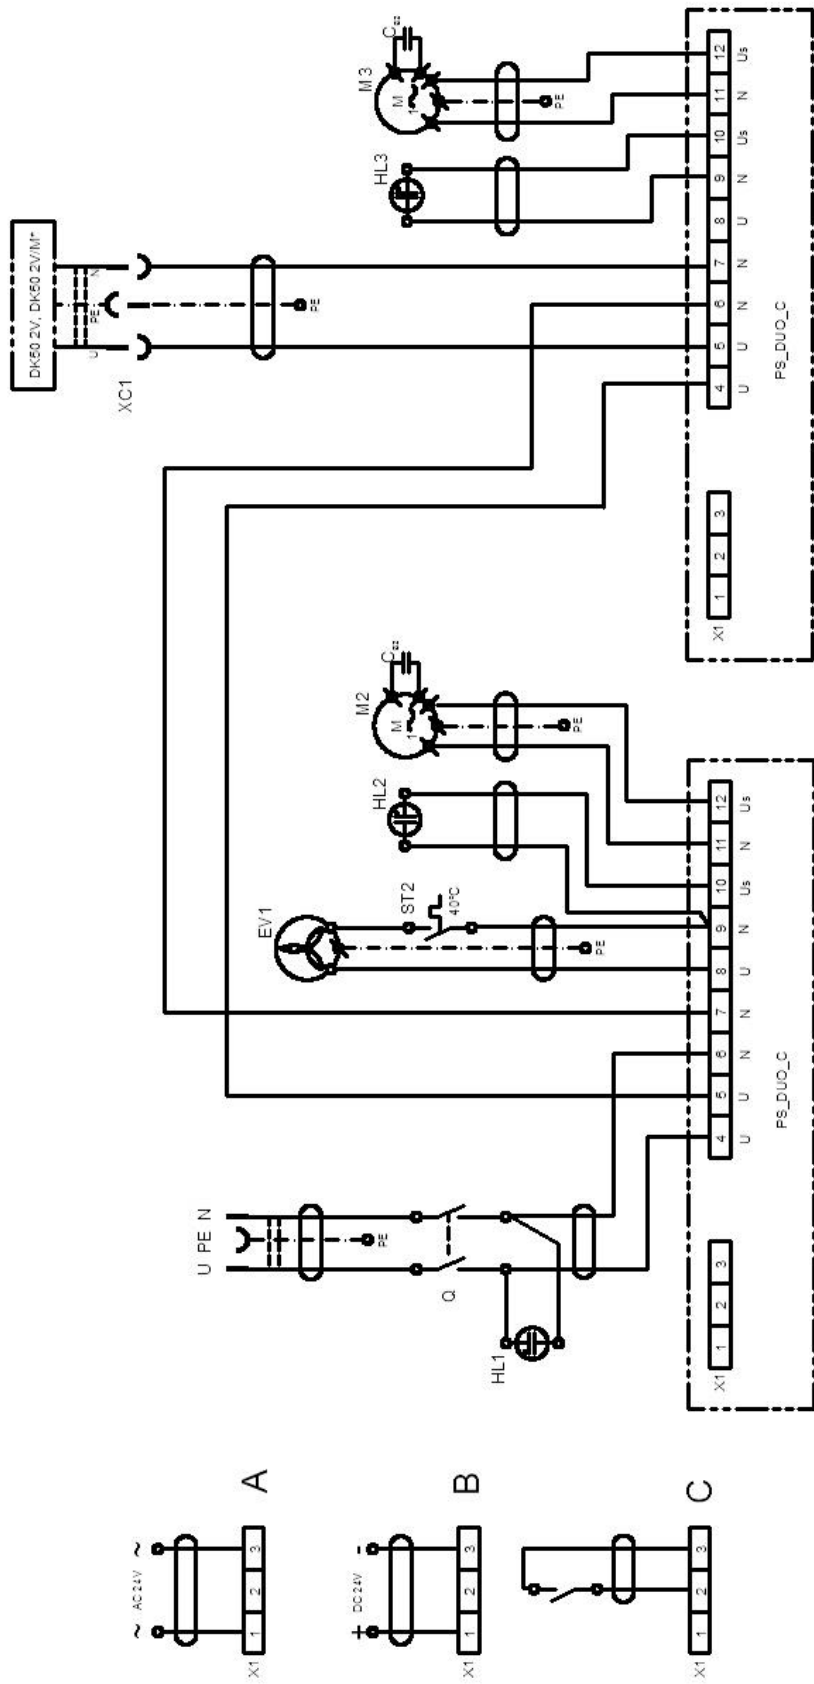 DK50 2V, DK50 2V/M*
U PE N
XC1
PE
M3
M
1
PE
HL3
4 5 6 7 8 9 10 11 12
U U N N U N Us N Us
PS_DUO_C
X1 1 2 3
M2
M
1
PE
HL2
EV1
ST2
40°C
PE
4 5 6 7 8 9 10 11 12
U U N N U N Us N Us
PS_DUO_C
X1 1 2 3
U PE N
PE
Q
HL1
~ AC 24V ~
X1 1 2 3
A
+ DC 24V -
X1 1 2 3
B
X1 1 2 3
C